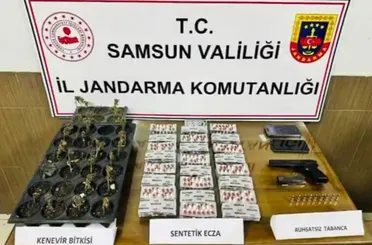 T.C.
SAMSUN VALİLİĞİ
İL JANDARMA KOMUTANLIĞI
KENEVİR BİTKİSİ
SENTETİK ECZA
RUHSATSIZ TABANCA